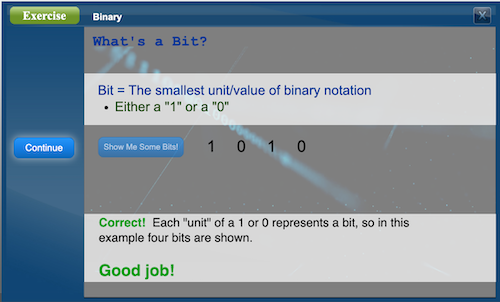 Exercise
Binary
X
What's a Bit?
Bit = The smallest unit/value of binary notation
• Either a "1" or a "0"
Continue
Show Me Some Bits!
1 0 1 0
Correct! Each "unit" of a 1 or 0 represents a bit, so in this
example four bits are shown.
Good job!